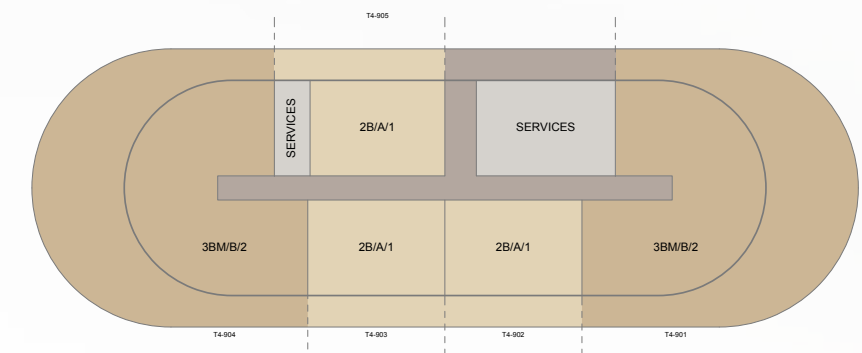 T4-905
SERVICES
2B/A/1
SERVICES
3BM/B/2
2B/A/1
2B/A/1
3BM/B/2
T4-904
T4-903
T4-902
T4-901